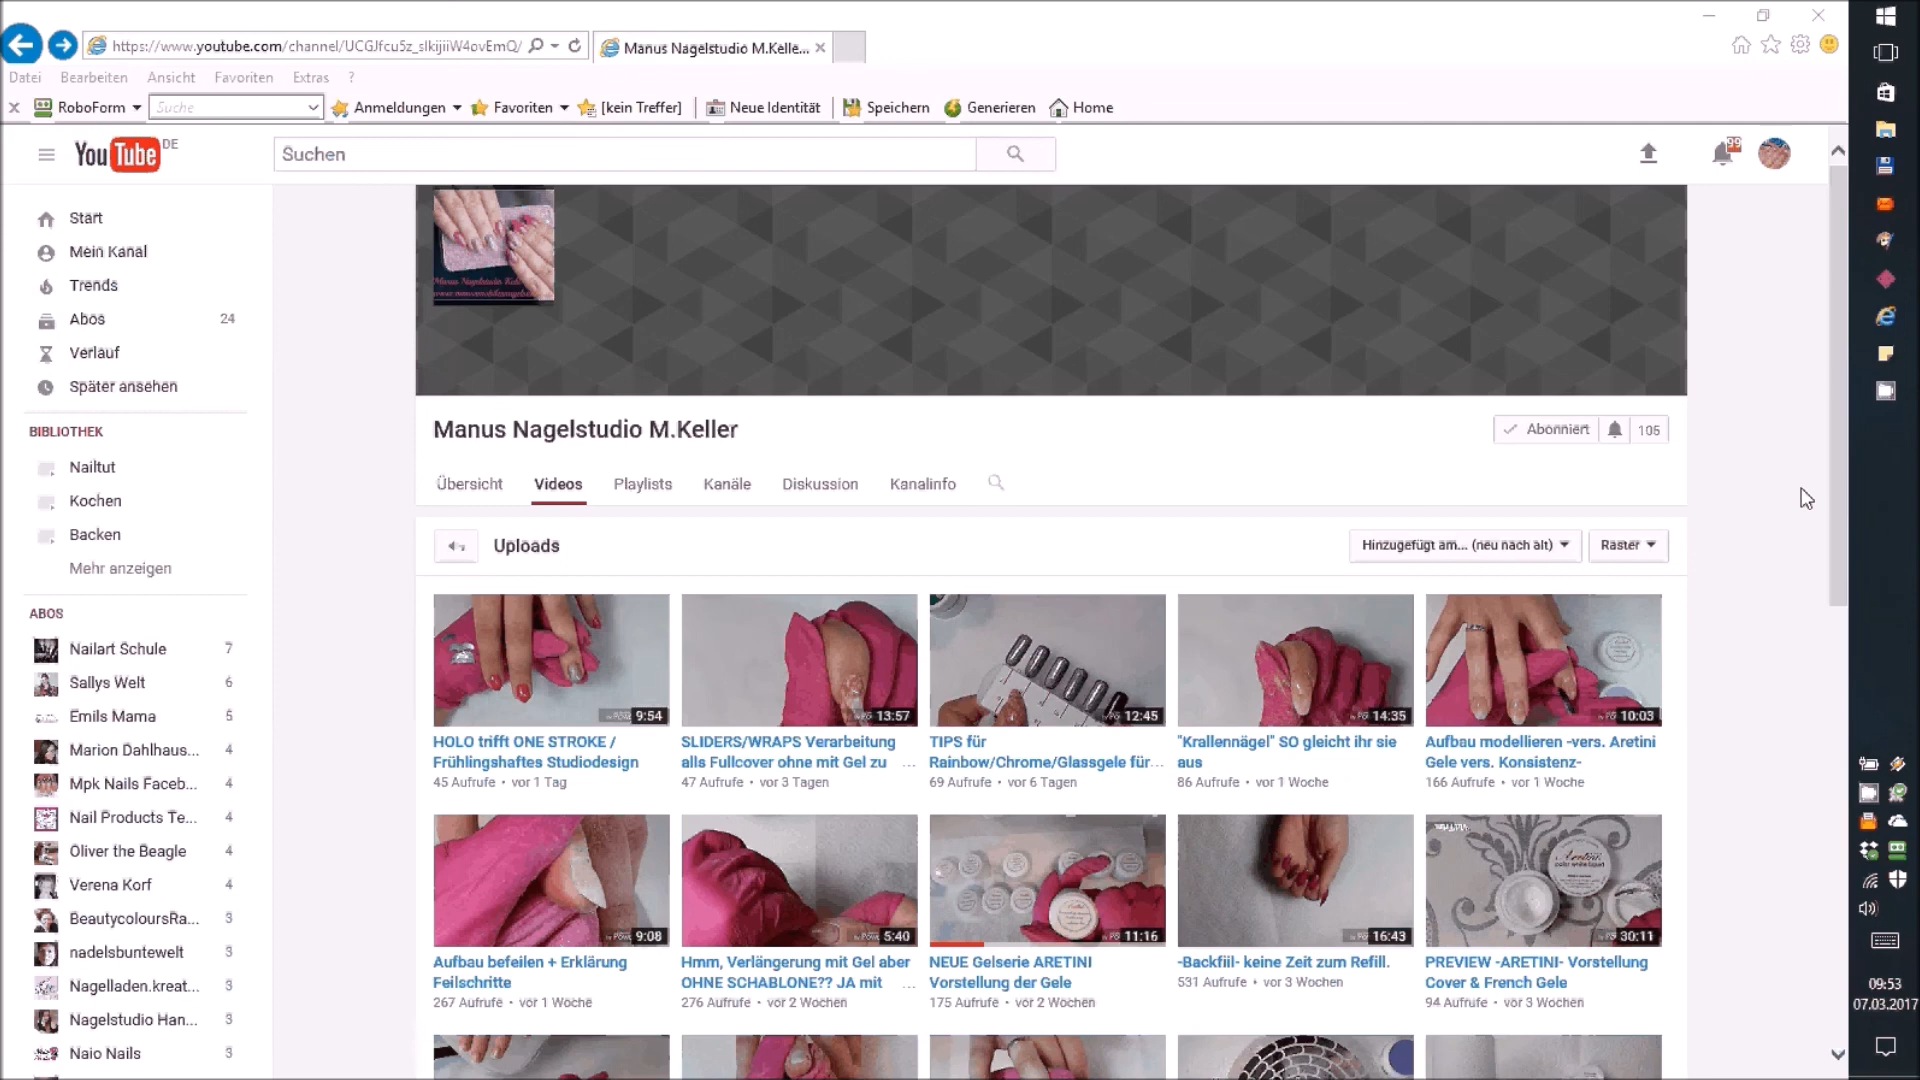 https://www.youtube.com/channel/UCGJfcu5z_slkijiiW4ovEmQ/
Manus Nagelstudio M.Kelle...
Datei Bearbeiten Ansicht Favoriten Extras ?
RoboForm Suche Anmeldungen Favoriten [kein Treffer] Neue Identität Speichern Generieren Home
YouTube DE
Suchen
99
Start
Mein Kanal
Trends
Abos 24
Verlauf
Später ansehen
BIBLIOTHEK
Nailtut
Kochen
Backen
Mehr anzeigen
ABOS
Nailart Schule 7
Sallys Welt 6
Emils Mama 5
Marion Dahlhaus... 4
Mpk Nails Faceb... 4
Nail Products Te... 4
Oliver the Beagle 4
Verena Korf 4
BeautycoloursRa... 3
nadelsbuntewelt 3
Nagelladen.kreat... 3
Nagelstudio Han... 3
Naio Nails 3
Manus Nagelstudio M.Keller
Abonniert 105
Übersicht Videos Playlists Kanäle Diskussion Kanalinfo
Uploads
Hinzugefügt am... (neu nach alt) Raster
9:54
HOLO trifft ONE STROKE /
Frühlingshaftes Studiodesign
45 Aufrufe • vor 1 Tag
13:57
SLIDERS/WRAPS Verarbeitung
alls Fullcover ohne mit Gel zu ...
47 Aufrufe • vor 3 Tagen
12:45
TIPS für
Rainbow/Chrome/Glassgele für...
69 Aufrufe • vor 6 Tagen
14:35
"Krallennägel" SO gleicht ihr sie
aus
86 Aufrufe • vor 1 Woche
10:03
Aufbau modellieren -vers. Aretini
Gele vers. Konsistenz-
166 Aufrufe • vor 1 Woche
9:08
Aufbau befeilen + Erklärung
Feilschritte
267 Aufrufe • vor 1 Woche
5:40
Hmm, Verlängerung mit Gel aber
OHNE SCHABLONE?? JA mit ...
276 Aufrufe • vor 2 Wochen
11:16
NEUE Gelserie ARETINI
Vorstellung der Gele
175 Aufrufe • vor 2 Wochen
16:43
-Backfiil- keine Zeit zum Refill.
531 Aufrufe • vor 3 Wochen
Aretini
30:11
PREVIEW -ARETINI- Vorstellung
Cover & French Gele
94 Aufrufe • vor 3 Wochen
09:53
07.03.2017